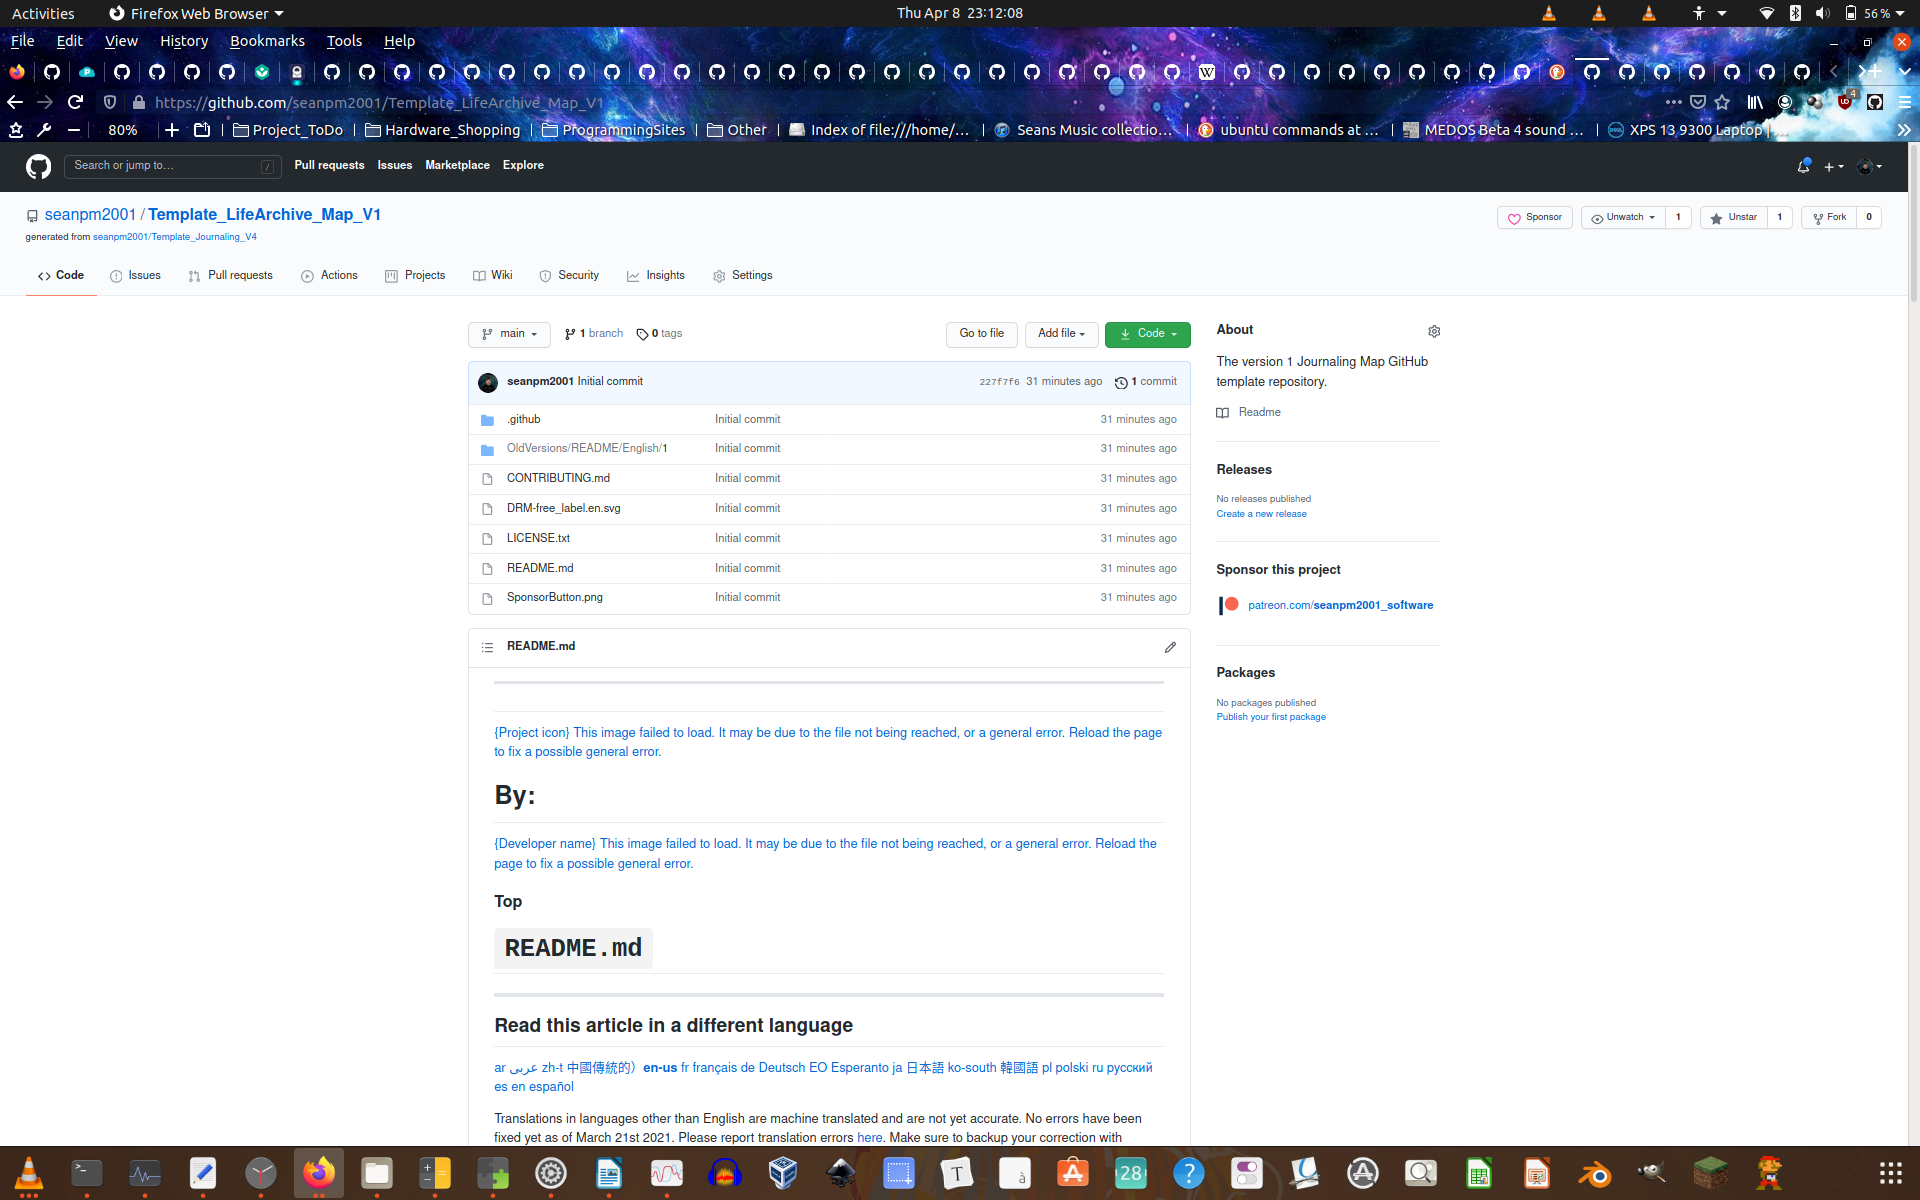 Activities Firefox Web Browser Thu Apr 8 23:12:08 56 %
File Edit View History Bookmarks Tools Help
https://github.com/seanpm2001/Template_LifeArchive_Map_V1 4
80% Project_ToDo Hardware_Shopping ProgrammingSites Other Index of file:///home/… Seans Music collectio… ubuntu commands at … MEDOS Beta 4 sound … XPS 13 9300 Laptop |…
Search or jump to… / Pull requests Issues Marketplace Explore
seanpm2001 / Template_LifeArchive_Map_V1 Sponsor Unwatch 1 Unstar 1 Fork 0
generated from seanpm2001/Template_Journaling_V4
Code Issues Pull requests Actions Projects Wiki Security Insights Settings
main 1 branch 0 tags Go to file Add file Code
seanpm2001 Initial commit 227f7f6 31 minutes ago 1 commit
.github Initial commit 31 minutes ago
OldVersions/README/English/1 Initial commit 31 minutes ago
CONTRIBUTING.md Initial commit 31 minutes ago
DRM-free_label.en.svg Initial commit 31 minutes ago
LICENSE.txt Initial commit 31 minutes ago
README.md Initial commit 31 minutes ago
SponsorButton.png Initial commit 31 minutes ago
README.md
{Project icon} This image failed to load. It may be due to the file not being reached, or a general error. Reload the page
to fix a possible general error.
By:
{Developer name} This image failed to load. It may be due to the file not being reached, or a general error. Reload the
page to fix a possible general error.
Top
README.md
Read this article in a different language
ar عربى zh-t 中國傳統的）en-us fr français de Deutsch EO Esperanto ja 日本語 ko-south 韓國語 pl polski ru русский
es en español
Translations in languages other than English are machine translated and are not yet accurate. No errors have been
fixed yet as of March 21st 2021. Please report translation errors here. Make sure to backup your correction with
About
The version 1 Journaling Map GitHub
template repository.
Readme
Releases
No releases published
Create a new release
Sponsor this project
patreon.com/seanpm2001_software
Packages
No packages published
Publish your first package